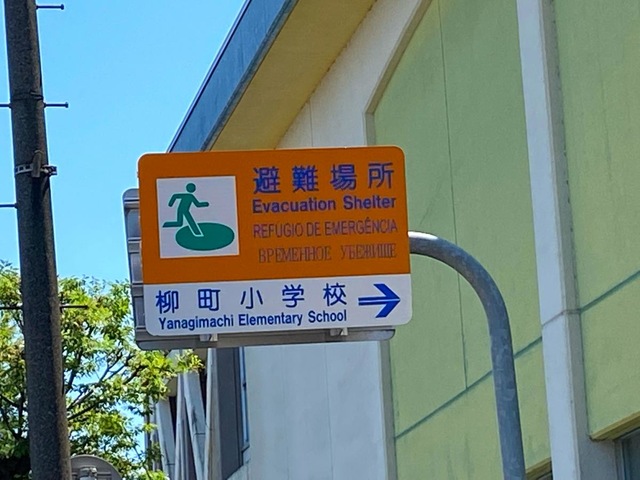 避難場所
Evacuation Shelter
REFÚGIO DE EMERGÊNCIA
ВРЕМЕННОЕ УБЕЖИЩЕ
柳町小学校
Yanagimachi Elementary School